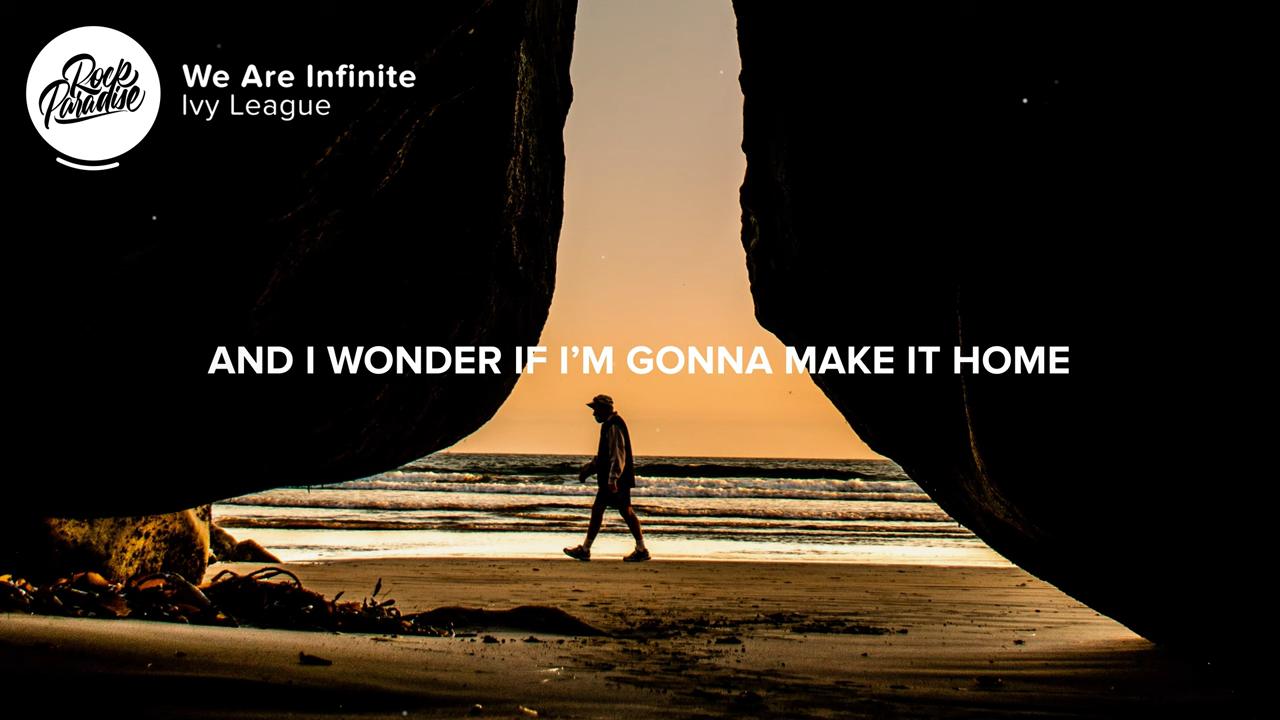 Rock
Paradise
We Are Infinite
Ivy League
AND I WONDER IF I’M GONNA MAKE IT HOME